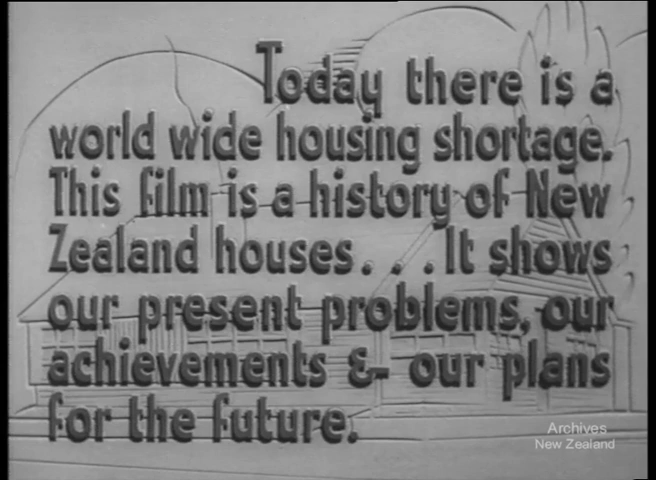 Today there is a
world wide housing shortage.
This film is a history of New
Zealand houses....It shows
our present problems, our
achievements & our plans
for the future.
Archives
New Zealand